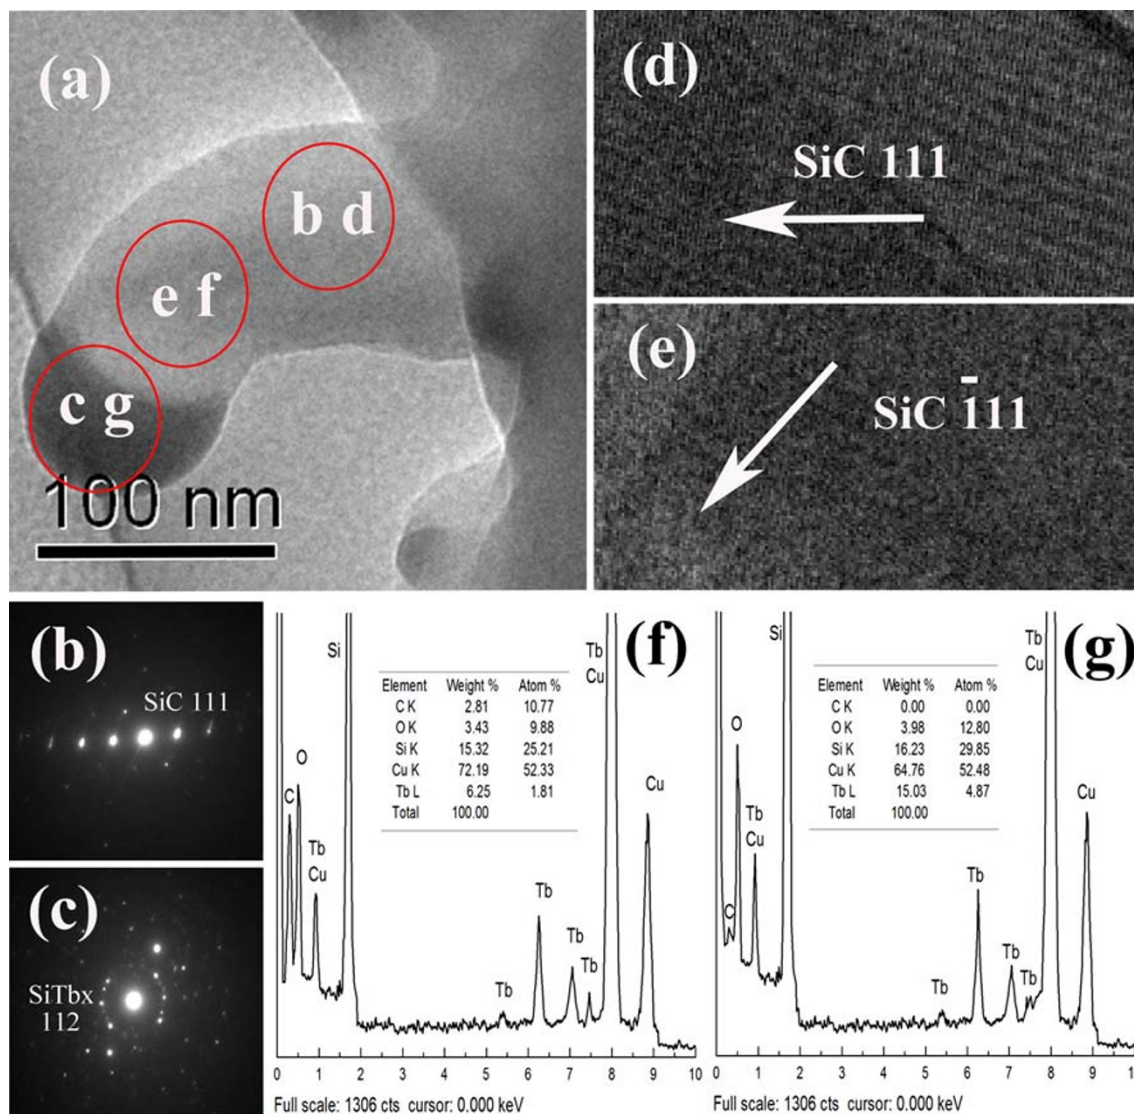 (a)
b d
e f
c g
100 nm
(d)
SiC 111
(e)
SiC 1̄11
(b)
SiC 111
(c)
SiTbx
112
(f)
Si
Tb
Cu
Element Weight % Atom %
C K 2.81 10.77
O K 3.43 9.88
Si K 15.32 25.21
Cu K 72.19 52.33
Tb L 6.25 1.81
Total 100.00
O
C
Tb
Cu
Cu
Tb
Tb
Tb
Tb
0 1 2 3 4 5 6 7 8 9 10
Full scale: 1306 cts cursor: 0.000 keV
(g)
Si
Tb
Cu
Element Weight % Atom %
C K 0.00 0.00
O K 3.98 12.80
Si K 16.23 29.85
Cu K 64.76 52.48
Tb L 15.03 4.87
Total 100.00
O
Tb
Cu
C
Cu
Tb
Tb
Tb
Tb
0 1 2 3 4 5 6 7 8 9 1
Full scale: 1306 cts cursor: 0.000 keV